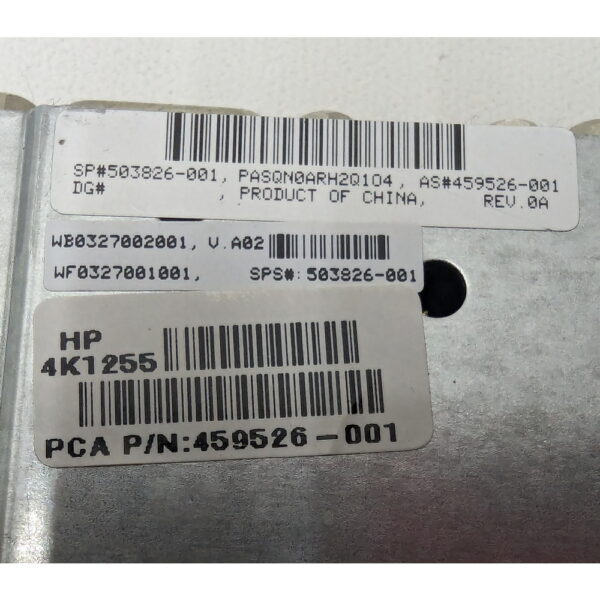 SP#503826-001, PASQN0ARH2Q104, AS#459526-001
DG# , PRODUCT OF CHINA, REV.0A
WB0327002001, V.A02
WF0327001001, SPS#: 503826-001
HP
4K1255
PCA P/N:459526-001